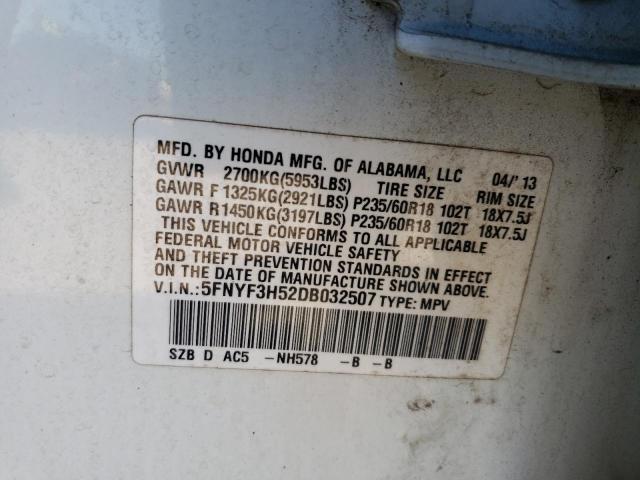 MFD. BY HONDA MFG. OF ALABAMA, LLC 04/'13
GVWR 2700KG(5953LBS) TIRE SIZE RIM SIZE
GAWR F 1325KG(2921LBS) P235/60R18 102T 18X7.5J
GAWR R1450KG(3197LBS) P235/60R18 102T 18X7.5J
THIS VEHICLE CONFORMS TO ALL APPLICABLE
FEDERAL MOTOR VEHICLE SAFETY
AND THEFT PREVENTION STANDARDS IN EFFECT
ON THE DATE OF MANUFACTURE SHOWN ABOVE.
V.I.N.:5FNYF3H52DB032507 TYPE: MPV
SZB D AC5 -NH578 -B -B